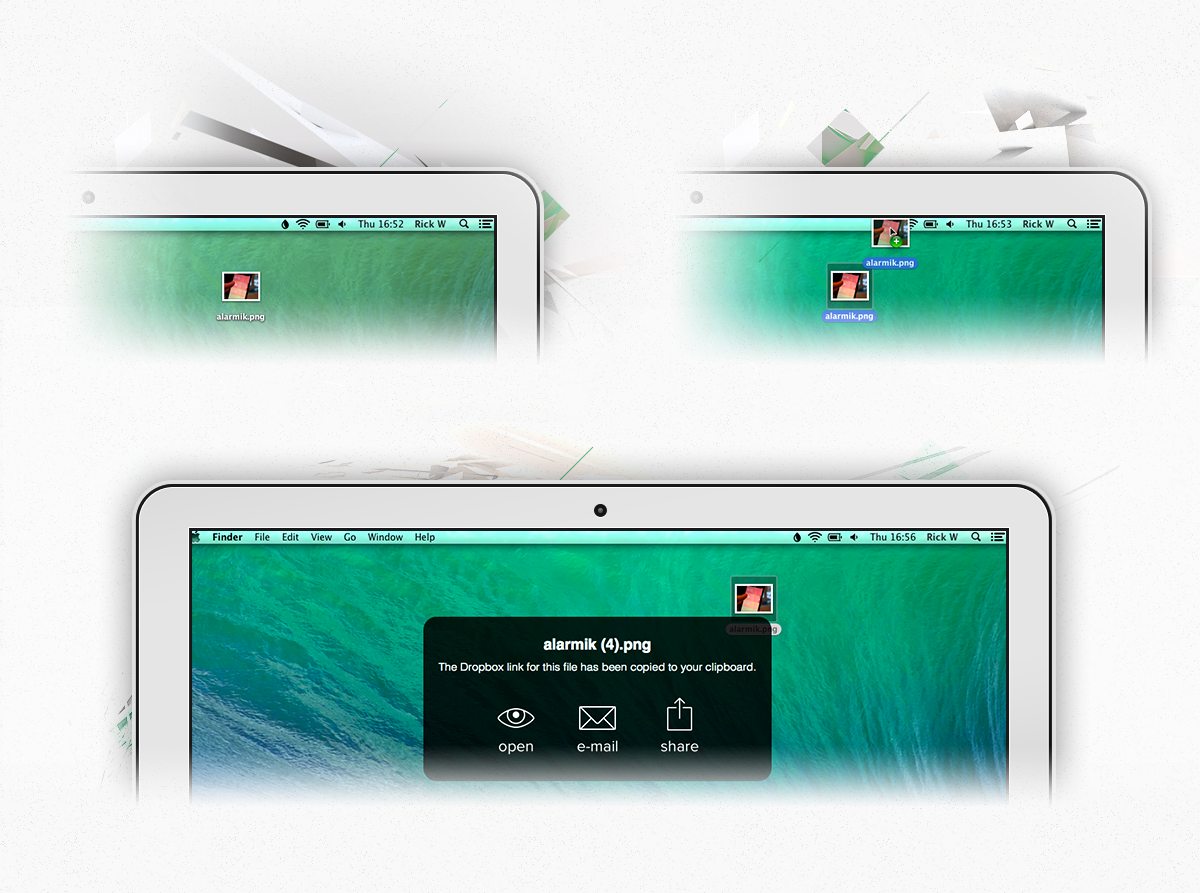 Thu 16:52 Rick W
alarmik.png
Thu 16:53 Rick W
alarmik.png
alarmik.png
Finder File Edit View Go Window Help
Thu 16:56 Rick W
alarmik.png
alarmik (4).png
The Dropbox link for this file has been copied to your clipboard.
open e-mail share